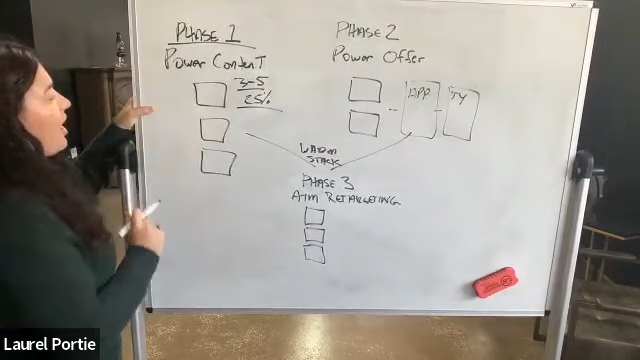 PHASE 1
POWER CONTENT
3-5
25%
PHASE 2
POWER OFFER
APP
TY
WARM
STACK
PHASE 3
ATM RETARGETING
Laurel Portie